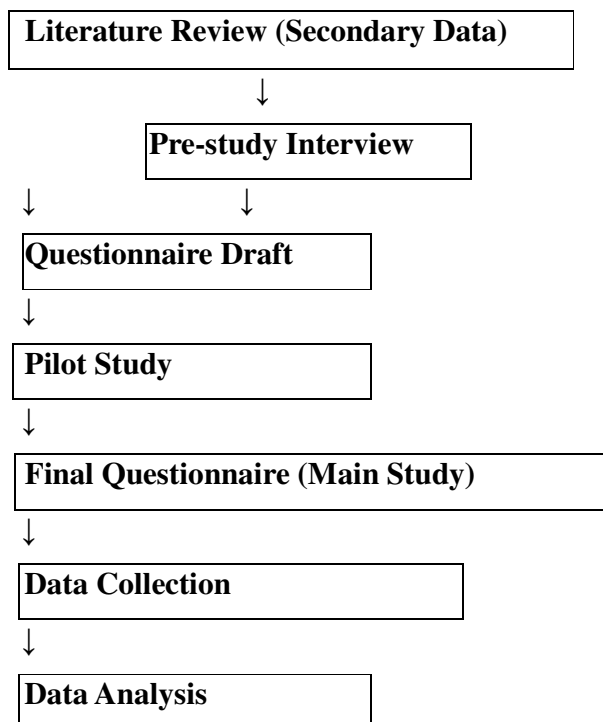 Literature Review (Secondary Data)
↓
Pre-study Interview
↓ ↓
Questionnaire Draft
↓
Pilot Study
↓
Final Questionnaire (Main Study)
↓
Data Collection
↓
Data Analysis